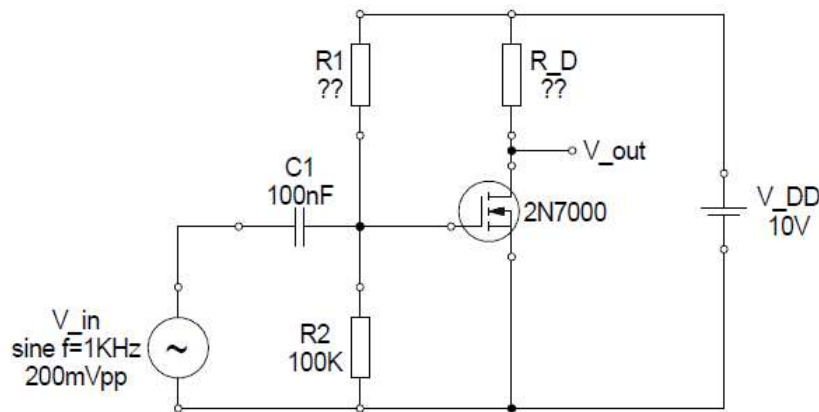 R1
??
R_D
??
V_out
C1
100nF
2N7000
V_DD
10V
V_in
sine f=1KHz
200mVpp
~
R2
100K